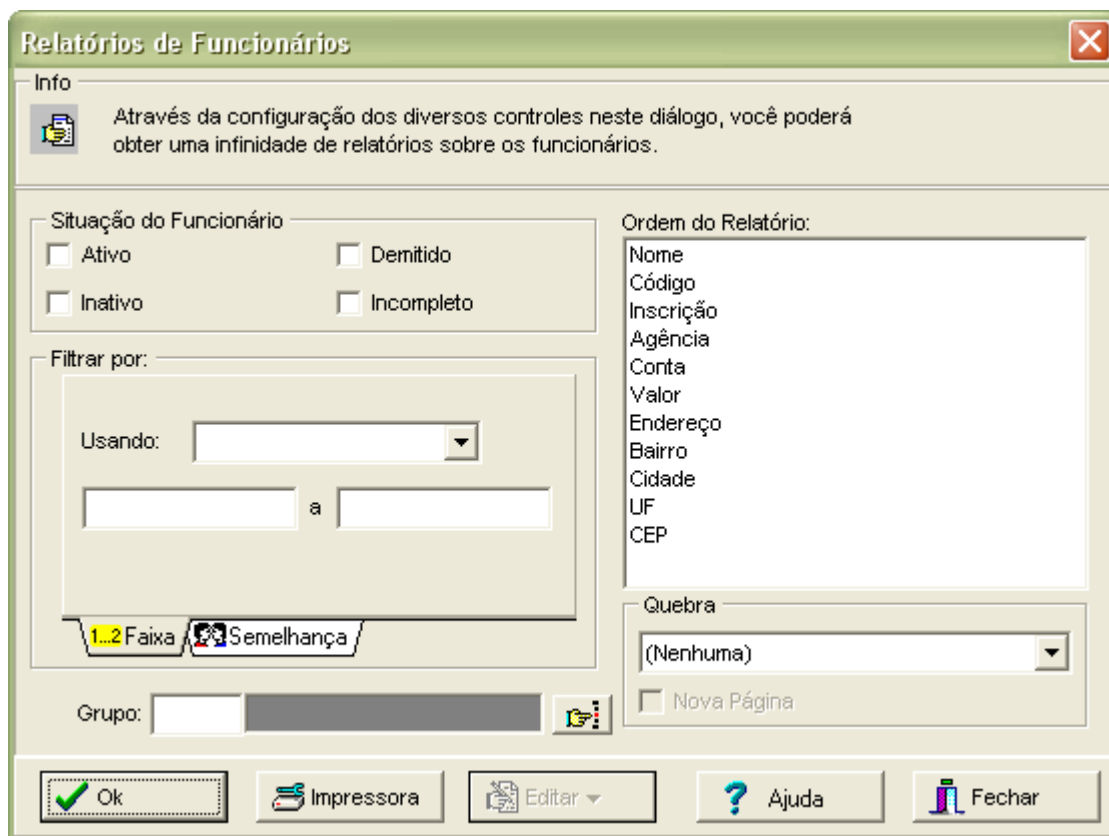 Relatórios de Funcionários
Info
Através da configuração dos diversos controles neste diálogo, você poderá
obter uma infinidade de relatórios sobre os funcionários.
Situação do Funcionário
Ativo
Demitido
Inativo
Incompleto
Filtrar por:
Usando:
a
1...2 Faixa
Semelhança
Grupo:
Ordem do Relatório:
Nome
Código
Inscrição
Agência
Conta
Valor
Endereço
Bairro
Cidade
UF
CEP
Quebra
(Nenhuma)
Nova Página
Ok
Impressora
Editar
Ajuda
Fechar